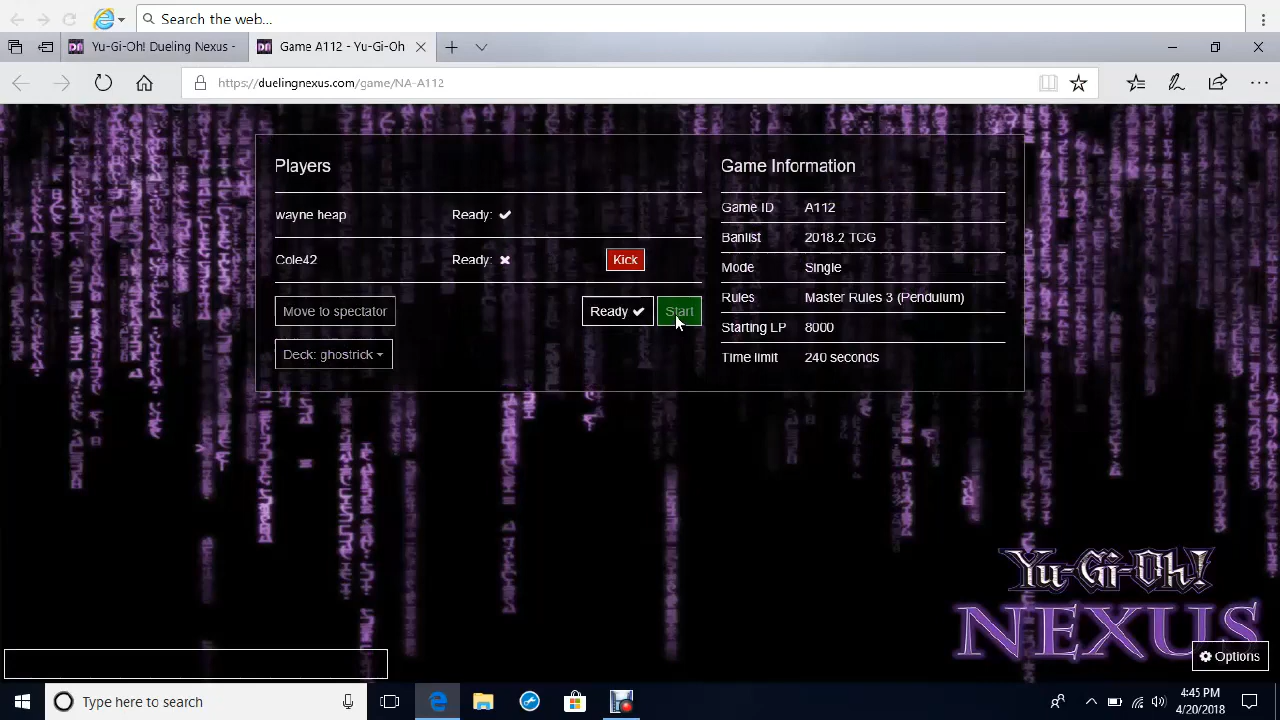 Search the web...
Yu-Gi-Oh! Dueling Nexus -
Game A112 - Yu-Gi-Oh
https://duelingnexus.com/game/NA-A112
Players
wayne heap Ready:
Cole42 Ready: Kick
Move to spectator Ready Start
Deck: ghostrick
Game Information
Game ID A112
Banlist 2018.2 TCG
Mode Single
Rules Master Rules 3 (Pendulum)
Starting LP 8000
Time limit 240 seconds
Yu-Gi-Oh!
NEXUS
Options
Type here to search
4:45 PM
4/20/2018